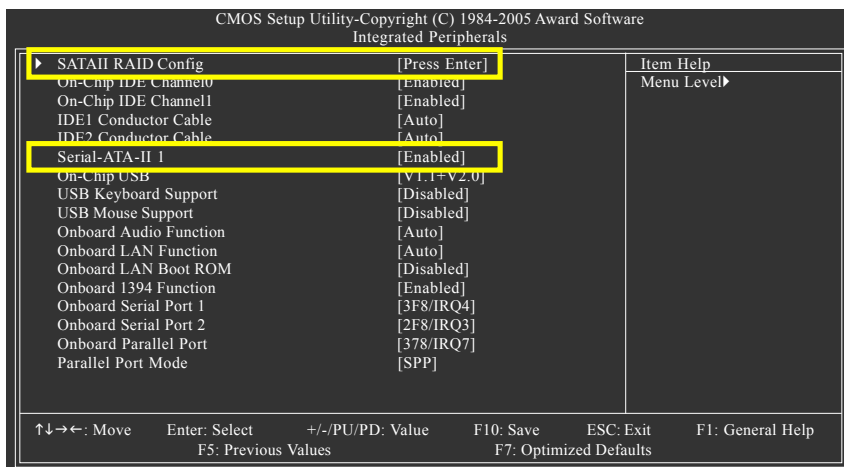 CMOS Setup Utility-Copyright (C) 1984-2005 Award Software
Integrated Peripherals
SATAII RAID Config [Press Enter] Item Help
On-Chip IDE Channel0 [Enabled] Menu Level▶
On-Chip IDE Channel1 [Enabled]
IDE1 Conductor Cable [Auto]
IDE2 Conductor Cable [Auto]
Serial-ATA-II 1 [Enabled]
On-Chip USB [V1.1+V2.0]
USB Keyboard Support [Disabled]
USB Mouse Support [Disabled]
Onboard Audio Function [Auto]
Onboard LAN Function [Auto]
Onboard LAN Boot ROM [Disabled]
Onboard 1394 Function [Enabled]
Onboard Serial Port 1 [3F8/IRQ4]
Onboard Serial Port 2 [2F8/IRQ3]
Onboard Parallel Port [378/IRQ7]
Parallel Port Mode [SPP]
↑↓→←: Move Enter: Select +/-/PU/PD: Value F10: Save ESC: Exit F1: General Help
F5: Previous Values F7: Optimized Defaults